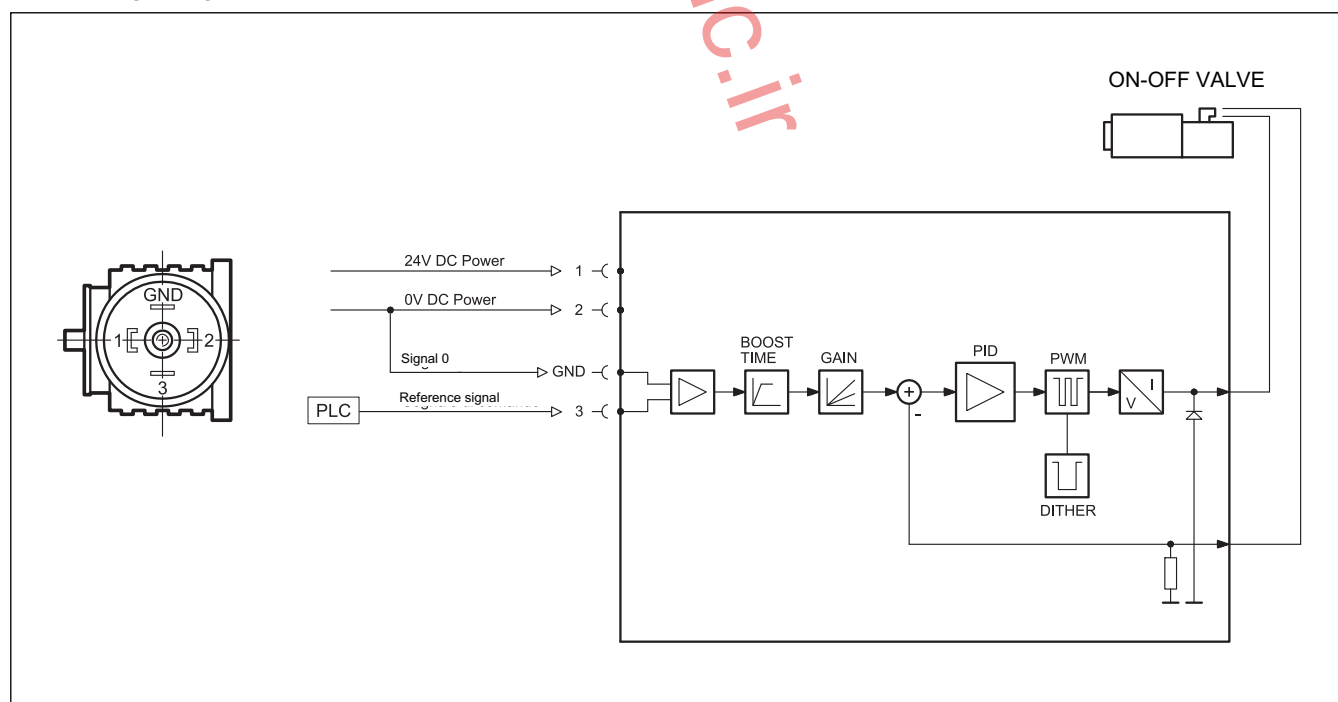 ic.ir
ON-OFF VALVE
24V DC Power
1
0V DC Power
2
GND
1
2
3
Signal 0
GND
PLC
Reference signal
3
BOOST
TIME
GAIN
+
-
PID
PWM
I
V
DITHER